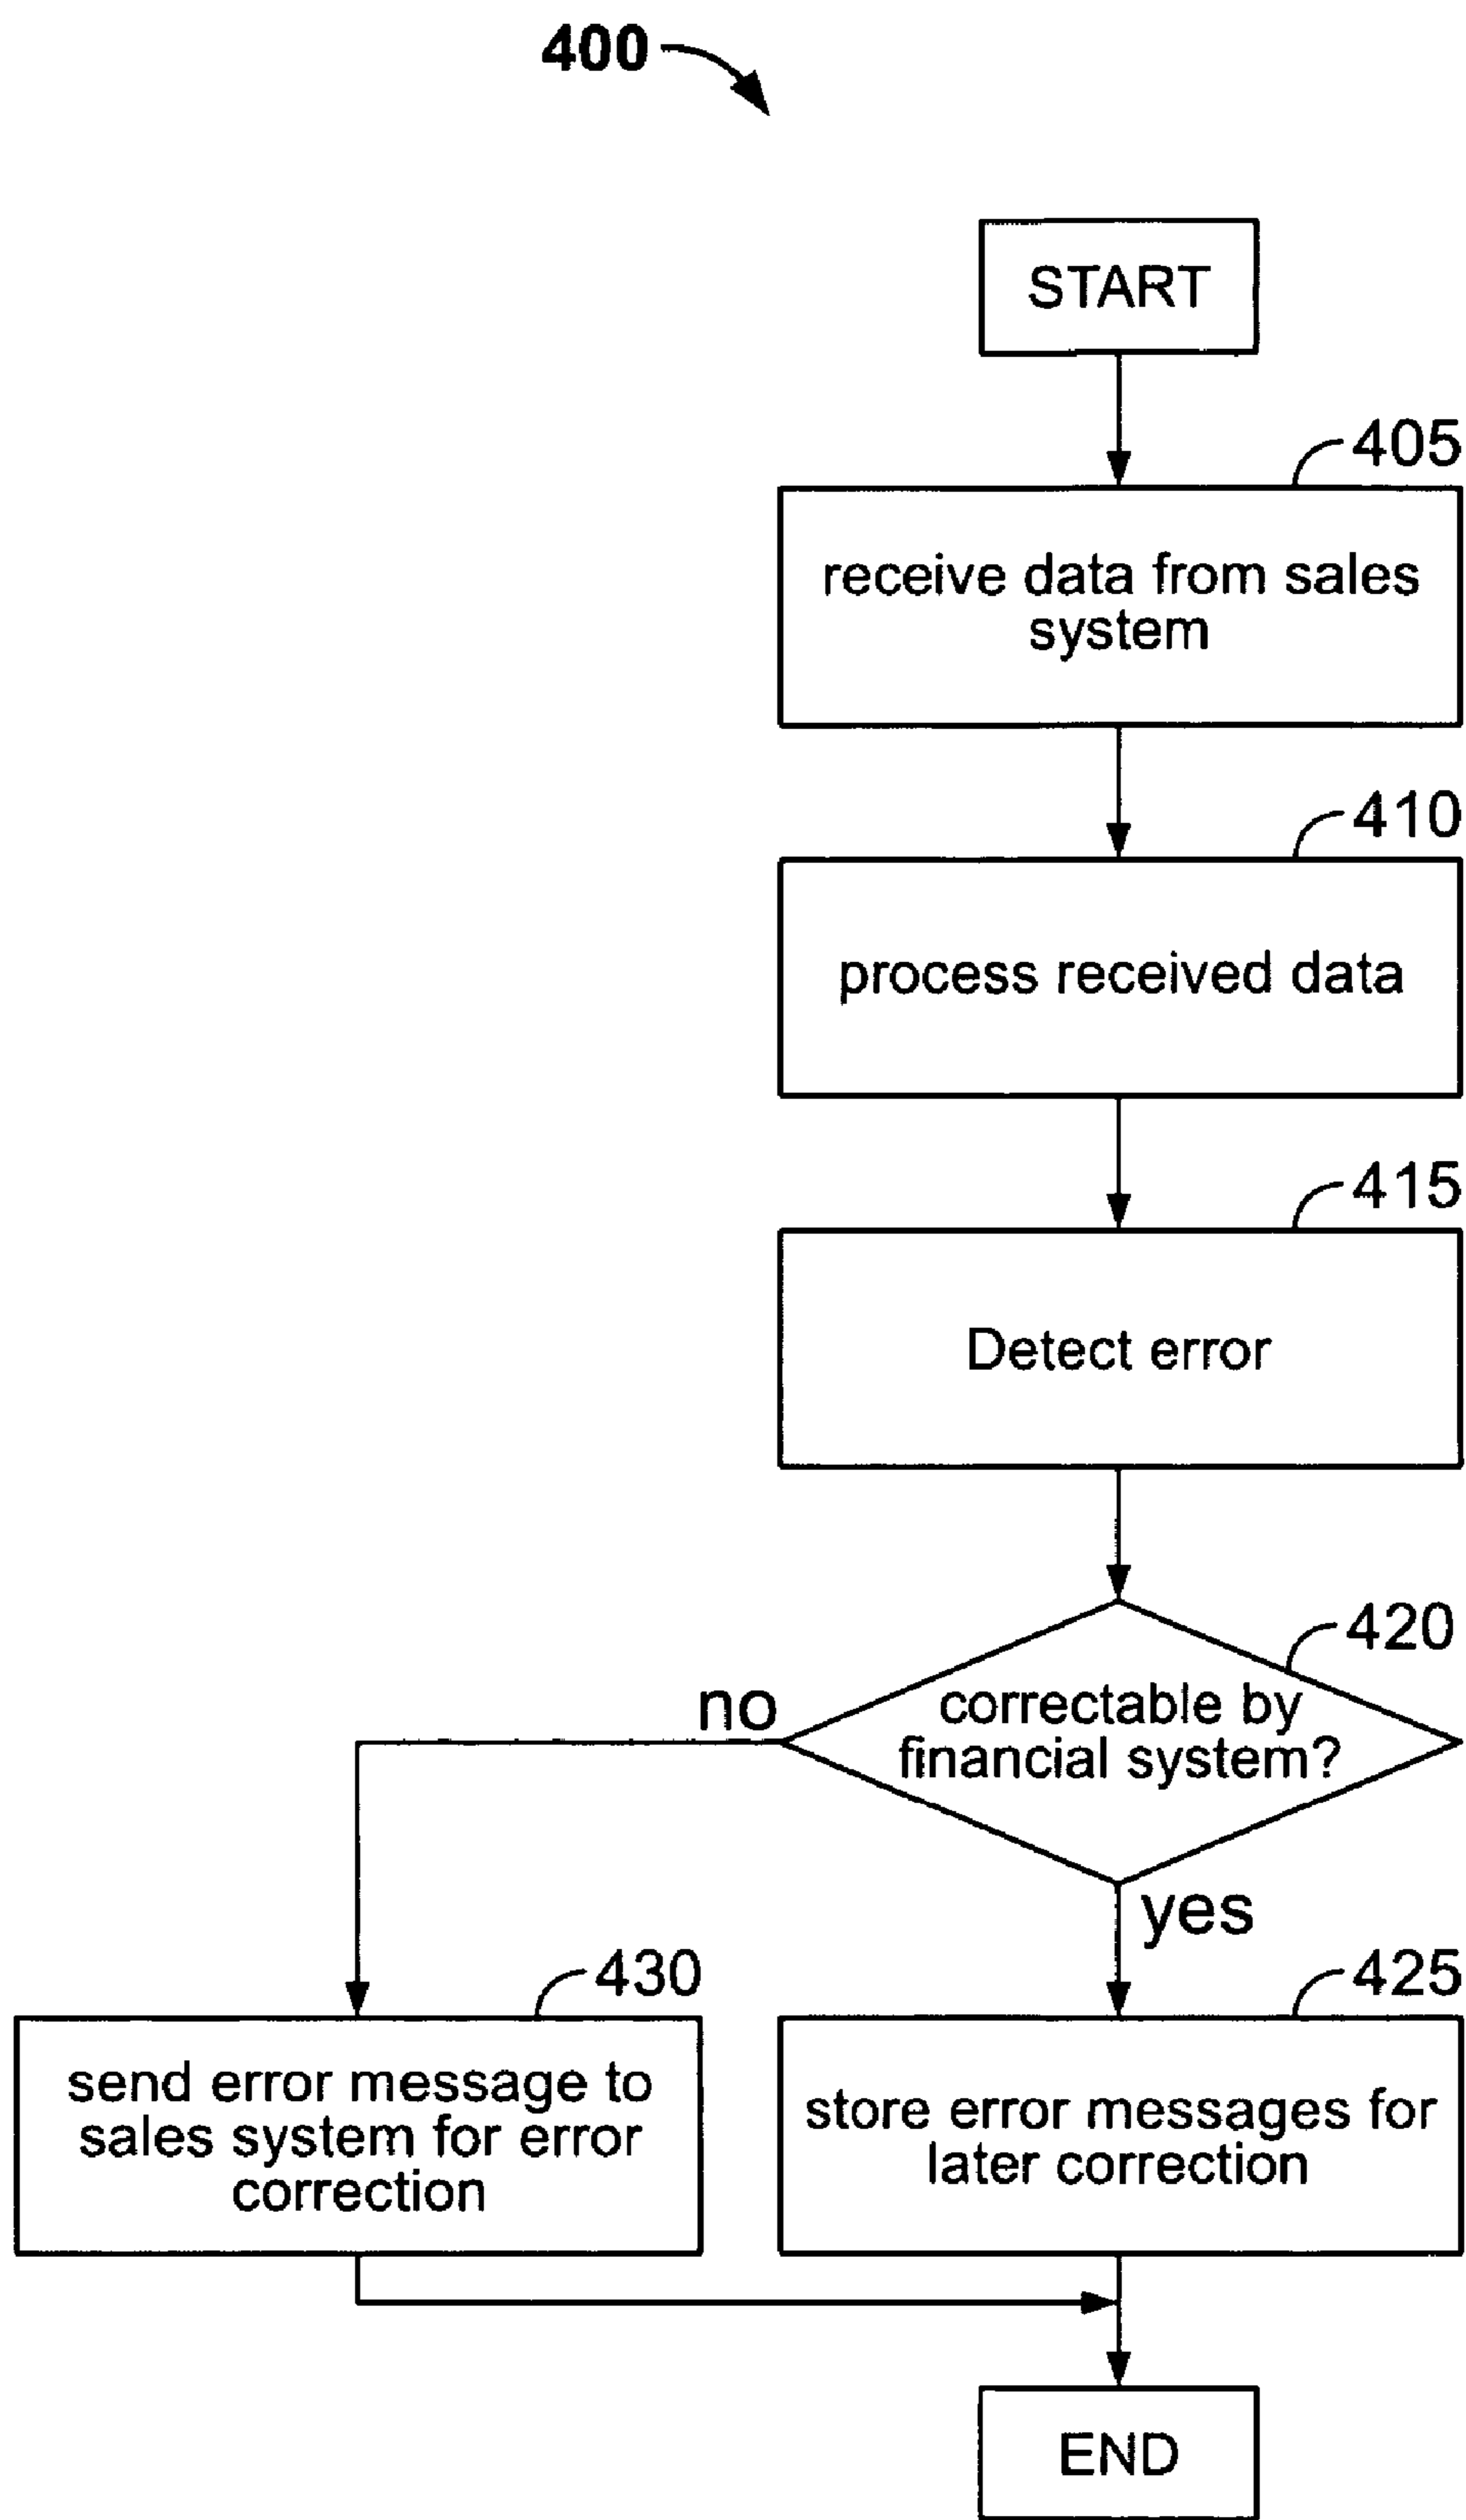 400
START
405
receive data from sales
system
410
process received data
415
Detect error
420
correctable by
financial system?
no
yes
430
send error message to
sales system for error
correction
425
store error messages for
later correction
END